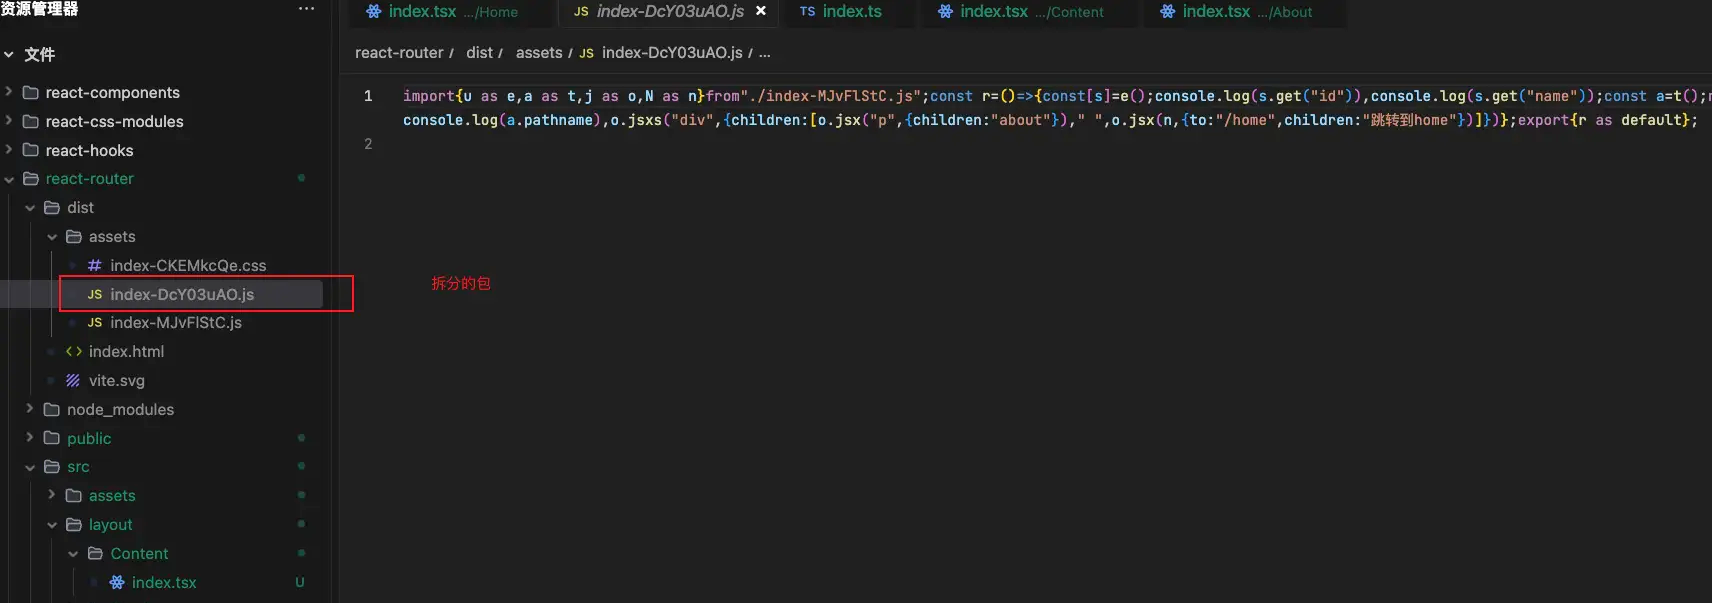 资源管理器 ···
文件
react-components
react-css-modules
react-hooks
react-router
dist
assets
index-CKEMkcQe.css
JS index-DcY03uAO.js
JS index-MJvFlStC.js
index.html
vite.svg
node_modules
public
src
assets
layout
Content
index.tsx U
index.tsx .../Home JS index-DcY03uAO.js × TS index.ts index.tsx .../Content index.tsx .../About
react-router / dist / assets / JS index-DcY03uAO.js / ...
1 import{u as e,a as t,j as o,N as n}from"./index-MJvFlStC.js";const r=()=>{const[s]=e();console.log(s.get("id")),console.log(s.get("name"));const a=t();
console.log(a.pathname),o.jsxs("div",{children:[o.jsx("p",{children:"about"})," ",o.jsx(n,{to:"/home",children:"跳转到home"})]})};export{r as default};
2
拆分的包